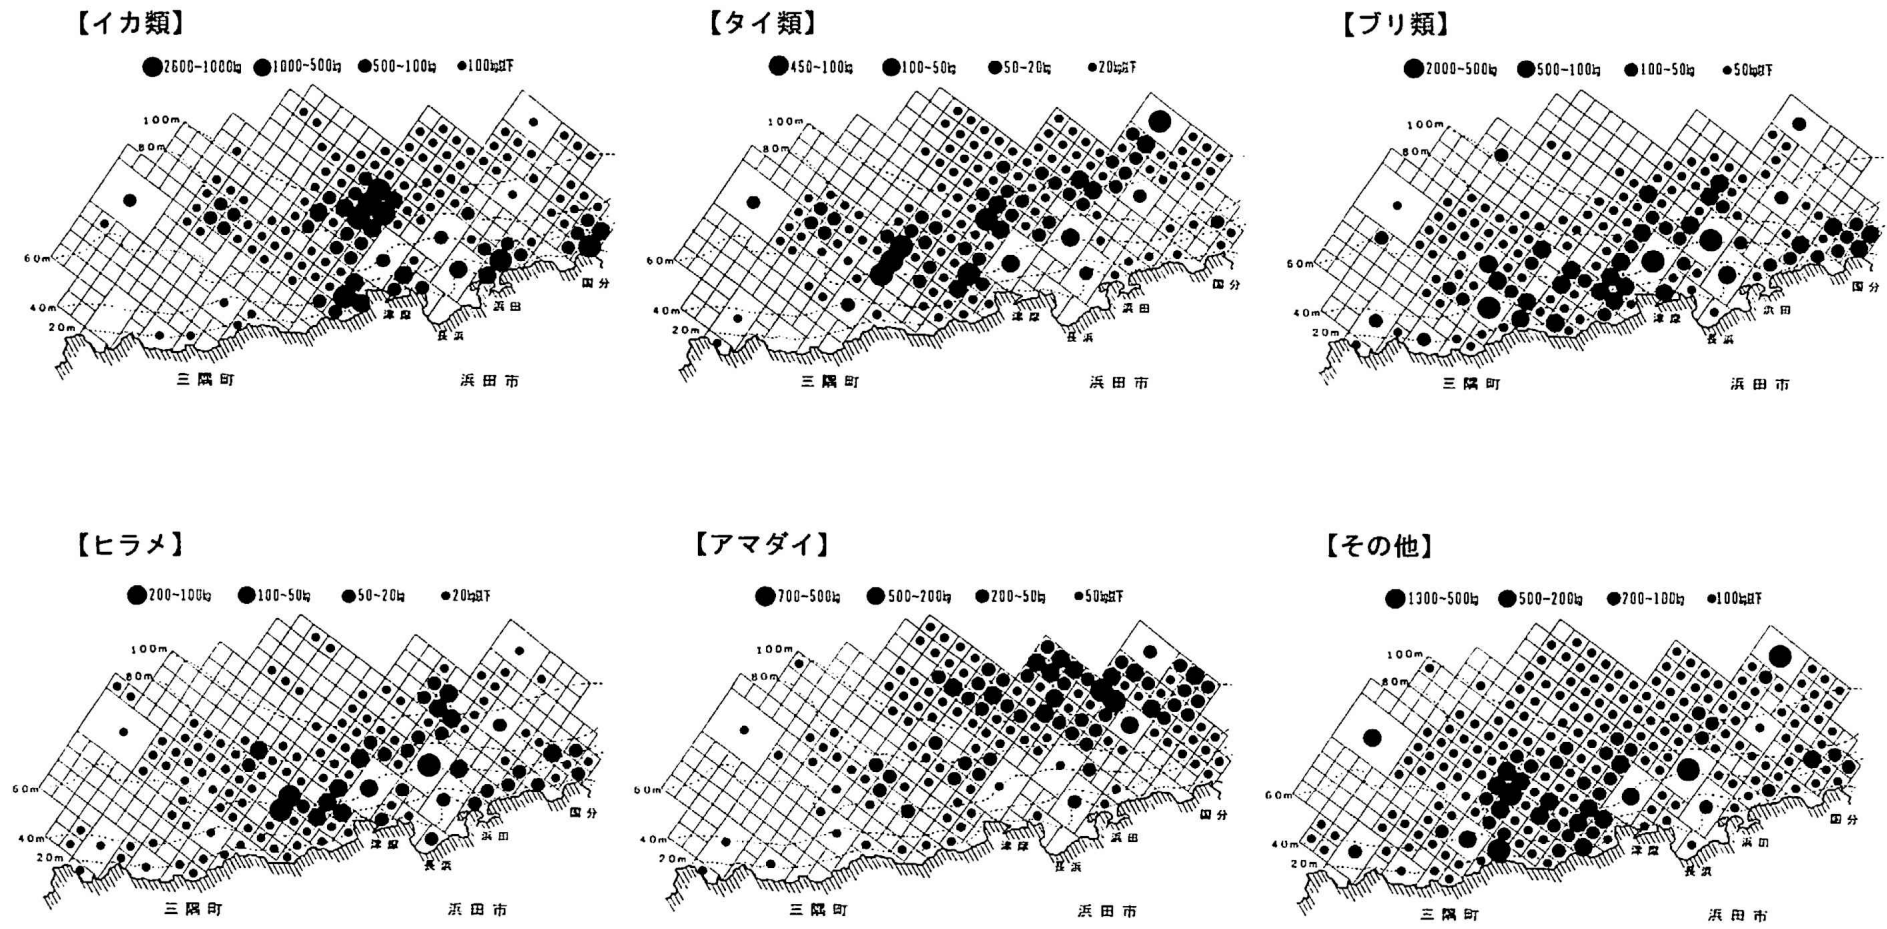 【イカ類】
●2600~1000kg ●1000~500kg ●500~100kg ●100kg以下
100m
80m
60m
40m
20m
津摩
長浜
浜田
国分
三隅町
浜田市
【タイ類】
●450~100kg ●100~50kg ●50~20kg ●20kg以下
100m
80m
60m
40m
20m
津摩
長浜
浜田
国分
三隅町
浜田市
【ブリ類】
●2000~500kg ●500~100kg ●100~50kg ●50kg以下
100m
80m
60m
40m
20m
津摩
長浜
浜田
国分
三隅町
浜田市
【ヒラメ】
●200~100kg ●100~50kg ●50~20kg ●20kg以下
100m
80m
60m
40m
20m
津摩
長浜
浜田
国分
三隅町
浜田市
【アマダイ】
●700~500kg ●500~200kg ●200~50kg ●50kg以下
100m
80m
60m
40m
20m
津摩
長浜
浜田
国分
三隅町
浜田市
【その他】
●1300~500kg ●500~200kg ●200~100kg ●100kg以下
100m
80m
60m
40m
20m
津摩
長浜
浜田
国分
三隅町
浜田市